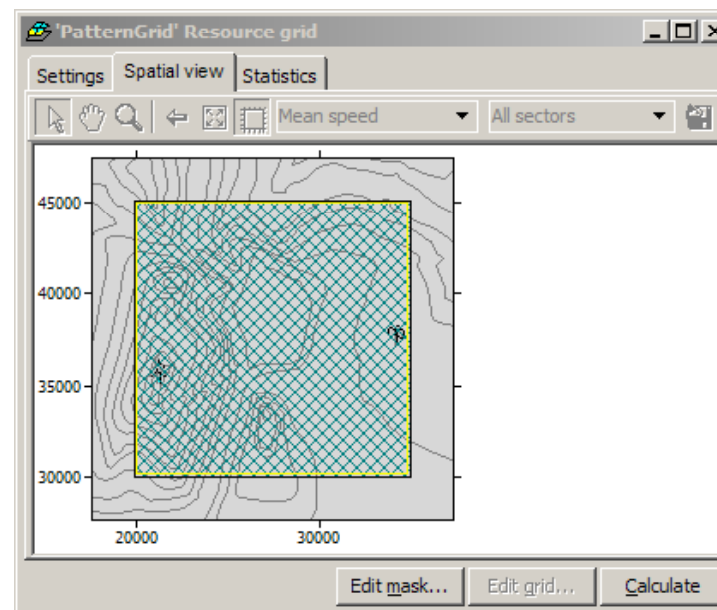 'PatternGrid' Resource grid
Settings Spatial view Statistics
Mean speed All sectors
45000
40000
35000
30000
20000 30000
Edit mask... Edit grid... Calculate